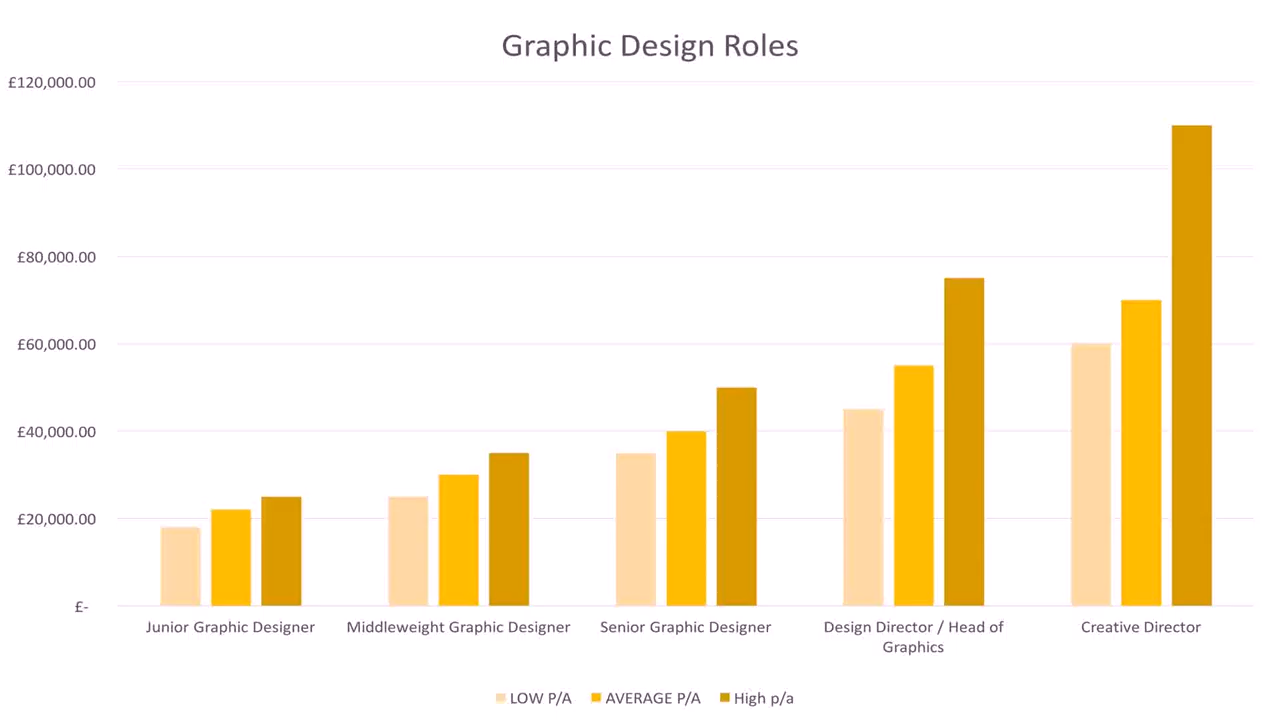 Graphic Design Roles
£120,000.00
£100,000.00
£80,000.00
£60,000.00
£40,000.00
£20,000.00
£-
Junior Graphic Designer
Middleweight Graphic Designer
Senior Graphic Designer
Design Director / Head of
Graphics
Creative Director
LOW P/A
AVERAGE P/A
High p/a